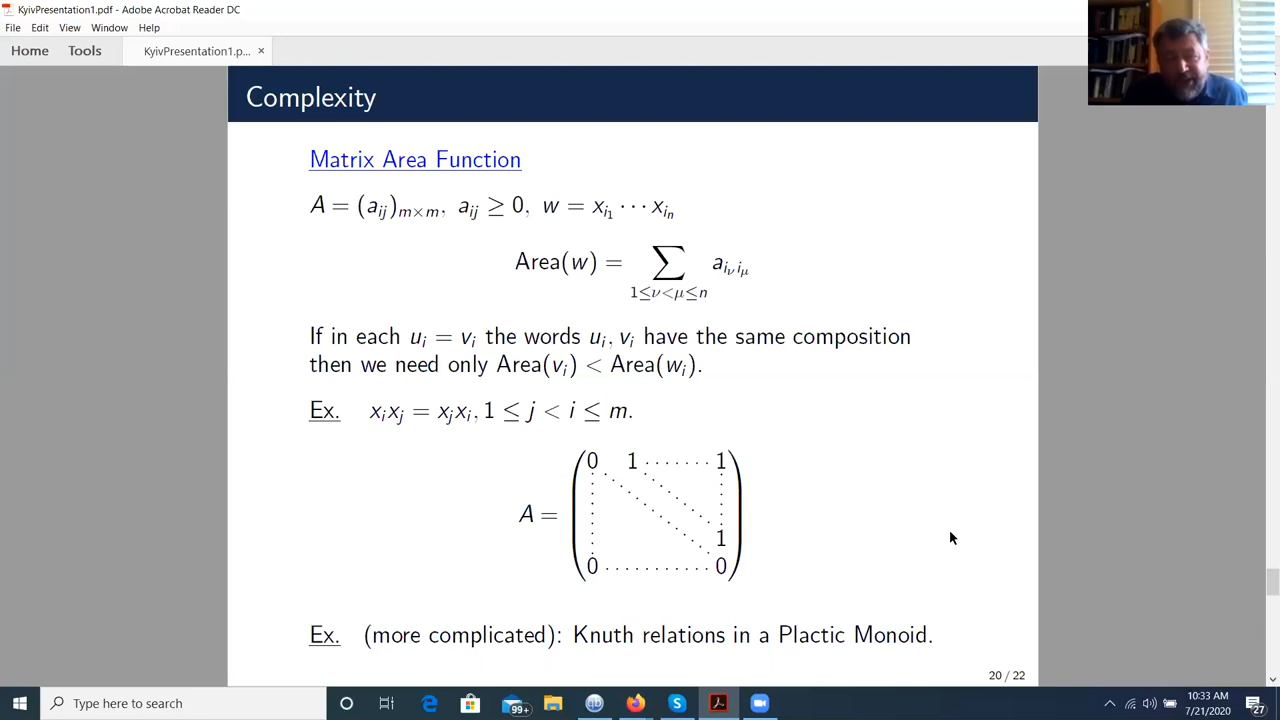 KyivPresentation1.pdf - Adobe Acrobat Reader DC
File Edit View Window Help
Home Tools KyivPresentation1.p... ×
Complexity
Matrix Area Function
A = (a_{ij})_{m×m}, a_{ij} ≥ 0, w = x_{i_1} ⋯ x_{i_n}
Area(w) = ∑_{1≤ν<μ≤n} a_{i_ν i_μ}
If in each u_i = v_i the words u_i, v_i have the same composition
then we need only Area(v_i) < Area(w_i).
Ex. x_i x_j = x_j x_i, 1 ≤ j < i ≤ m.
0 1 ⋯ 1
A =
1
0 ⋯ 0
Ex. (more complicated): Knuth relations in a Plactic Monoid.
20 / 22
Type here to search
99+
10:33 AM
7/21/2020
27